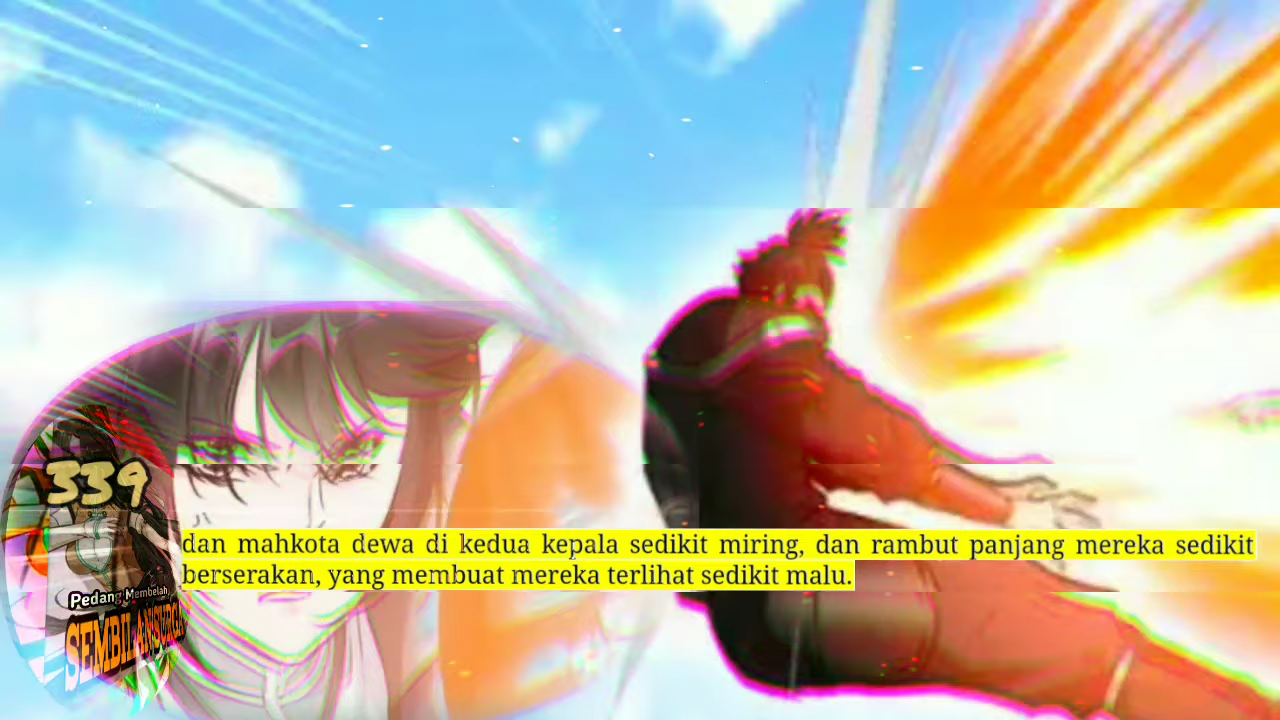 339
dan mahkota dewa di kedua kepala sedikit miring, dan rambut panjang mereka sedikit
berserakan, yang membuat mereka terlihat sedikit malu.
Pedang Membelah
SEMBILAN SURGA